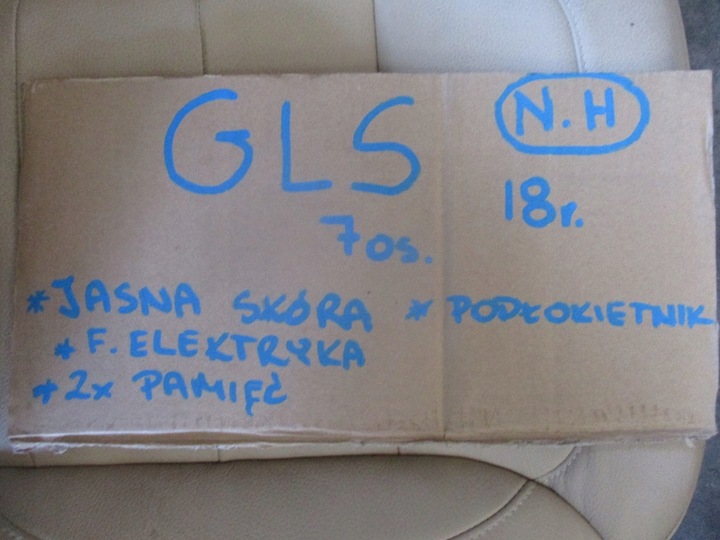 GLS
N.H
18r.
7os.
*JASNA SKÓRA * PODŁOKIETNIK
* F. ELEKTRYKA
* 2x PAMIĘĆ